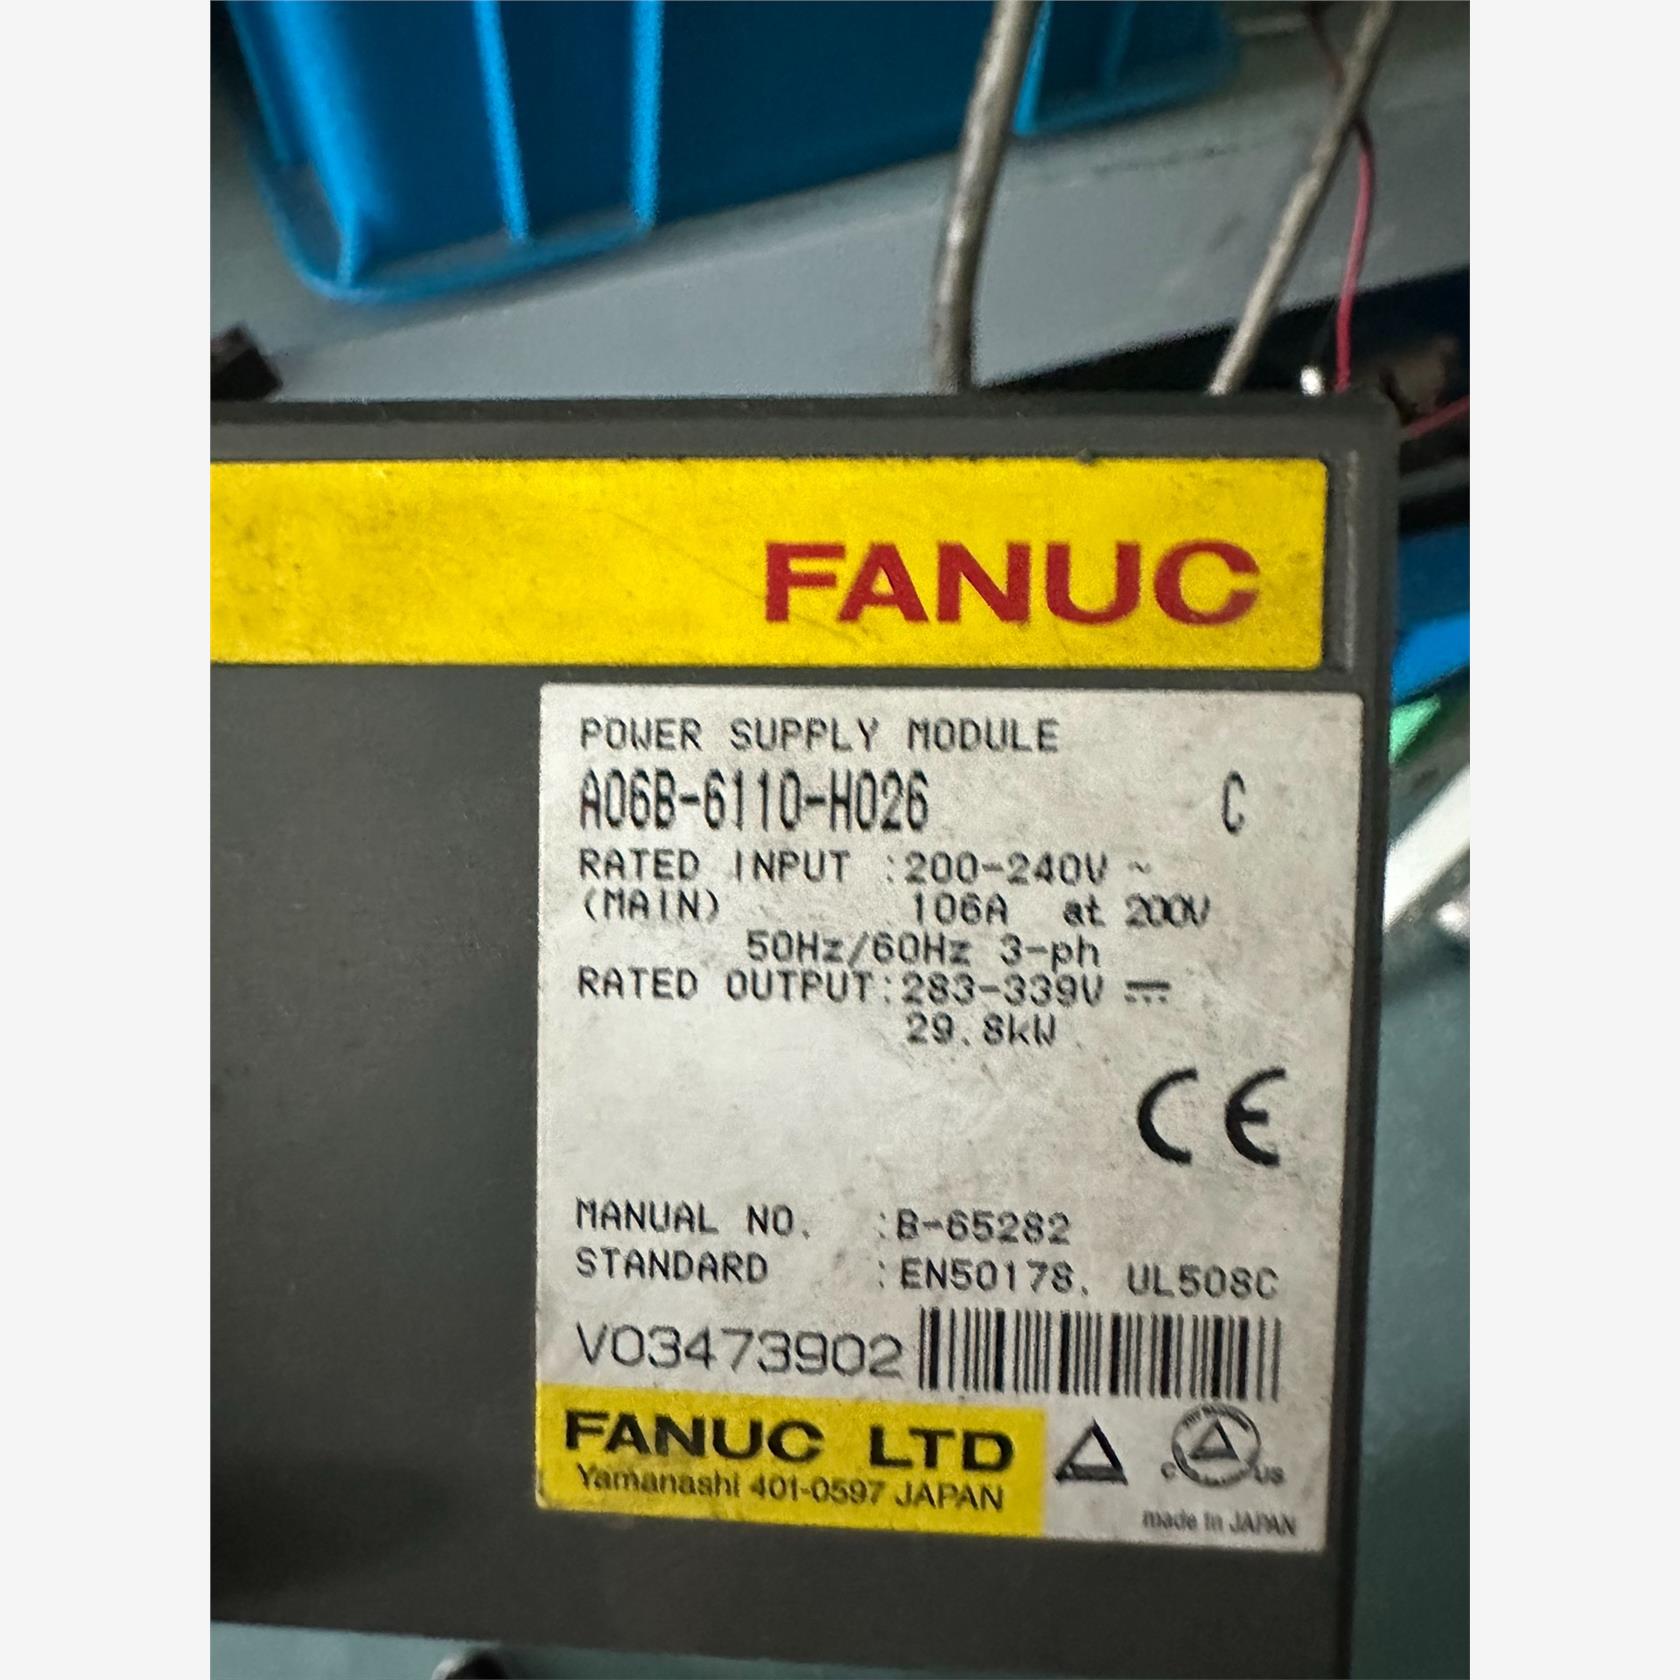 FANUC
POWER SUPPLY MODULE
A06B-6110-H026 C
RATED INPUT :200-240V ~
(MAIN) 106A at 200V
50Hz/60Hz 3-ph
RATED OUTPUT:283-339V ⎓
29.8kW
CE
MANUAL NO. :B-65282
STANDARD :EN50178. UL508C
V03473902
FANUC LTD
Yamanashi 401-0597 JAPAN
C US
made in JAPAN